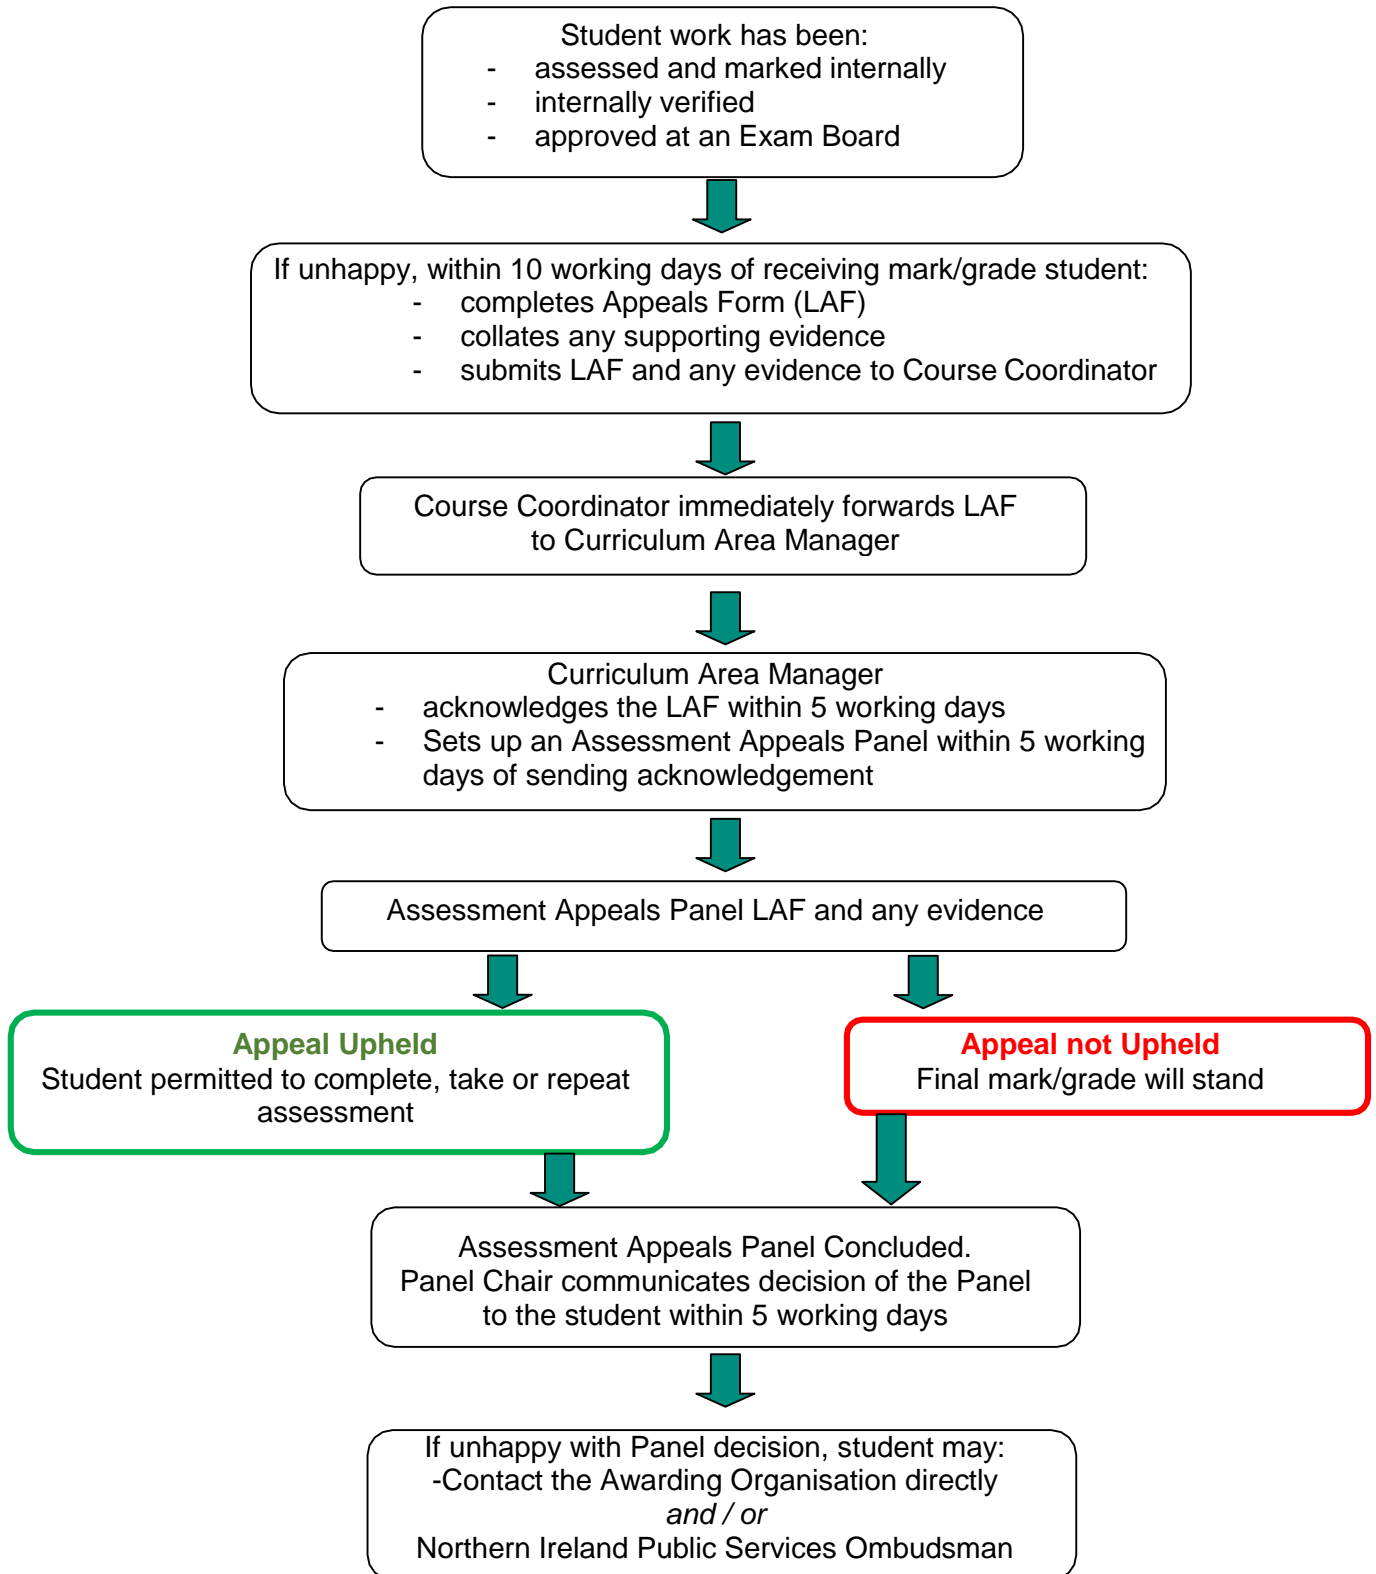 Student work has been:
- assessed and marked internally
- internally verified
- approved at an Exam Board
If unhappy, within 10 working days of receiving mark/grade student:
- completes Appeals Form (LAF)
- collates any supporting evidence
- submits LAF and any evidence to Course Coordinator
Course Coordinator immediately forwards LAF
to Curriculum Area Manager
Curriculum Area Manager
- acknowledges the LAF within 5 working days
- Sets up an Assessment Appeals Panel within 5 working
days of sending acknowledgement
Assessment Appeals Panel LAF and any evidence
Appeal Upheld
Student permitted to complete, take or repeat
assessment
Appeal not Upheld
Final mark/grade will stand
Assessment Appeals Panel Concluded.
Panel Chair communicates decision of the Panel
to the student within 5 working days
If unhappy with Panel decision, student may:
-Contact the Awarding Organisation directly
and / or
Northern Ireland Public Services Ombudsman